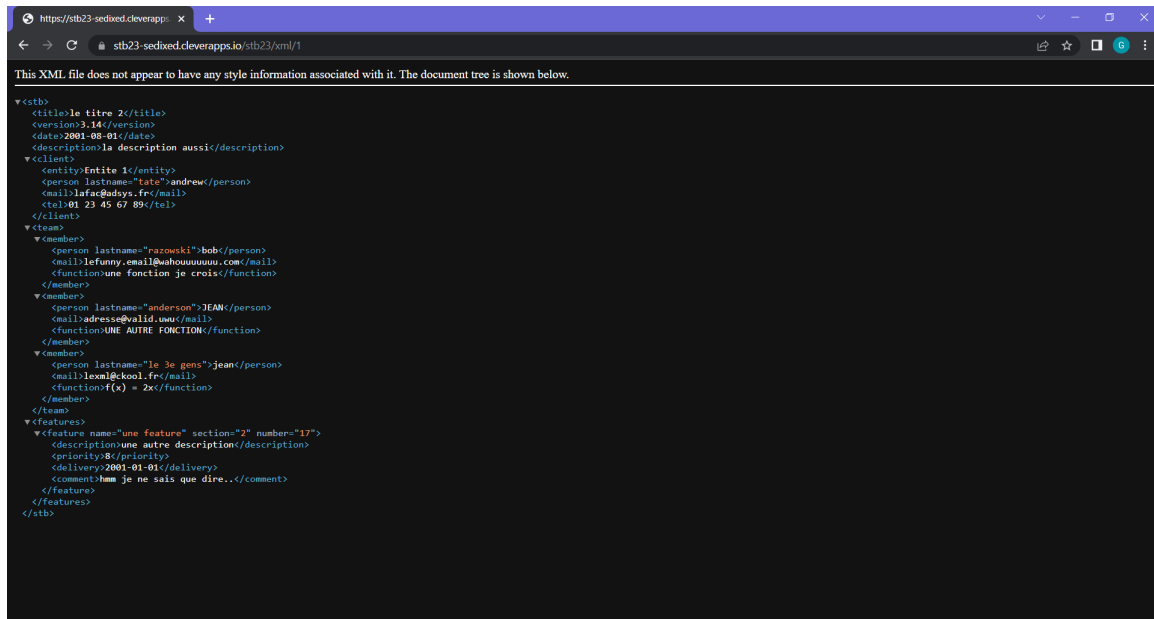 https://stb23-sedixed.cleverapps.
stb23-sedixed.cleverapps.io/stb23/xml/1
G
This XML file does not appear to have any style information associated with it. The document tree is shown below.
▼<stb>
<title>le titre 2</title>
<version>3.14</version>
<date>2001-08-01</date>
<description>la description aussi</description>
▼<client>
<entity>Entite 1</entity>
<person lastname="tate">andrew</person>
<mail>lafac@adsys.fr</mail>
<tel>01 23 45 67 89</tel>
</client>
▼<team>
▼<member>
<person lastname="razowski">bob</person>
<mail>lefunny.email@wahouuuuuuu.com</mail>
<function>une fonction je crois</function>
</member>
▼<member>
<person lastname="anderson">JEAN</person>
<mail>adresse@valid.uwu</mail>
<function>UNE AUTRE FONCTION</function>
</member>
▼<member>
<person lastname="le 3e gens">jean</person>
<mail>lexml@ckool.fr</mail>
<function>f(x) = 2x</function>
</member>
</team>
▼<features>
▼<feature name="une feature" section="2" number="17">
<description>une autre description</description>
<priority>8</priority>
<delivery>2001-01-01</delivery>
<comment>hmm je ne sais que dire..</comment>
</feature>
</features>
</stb>